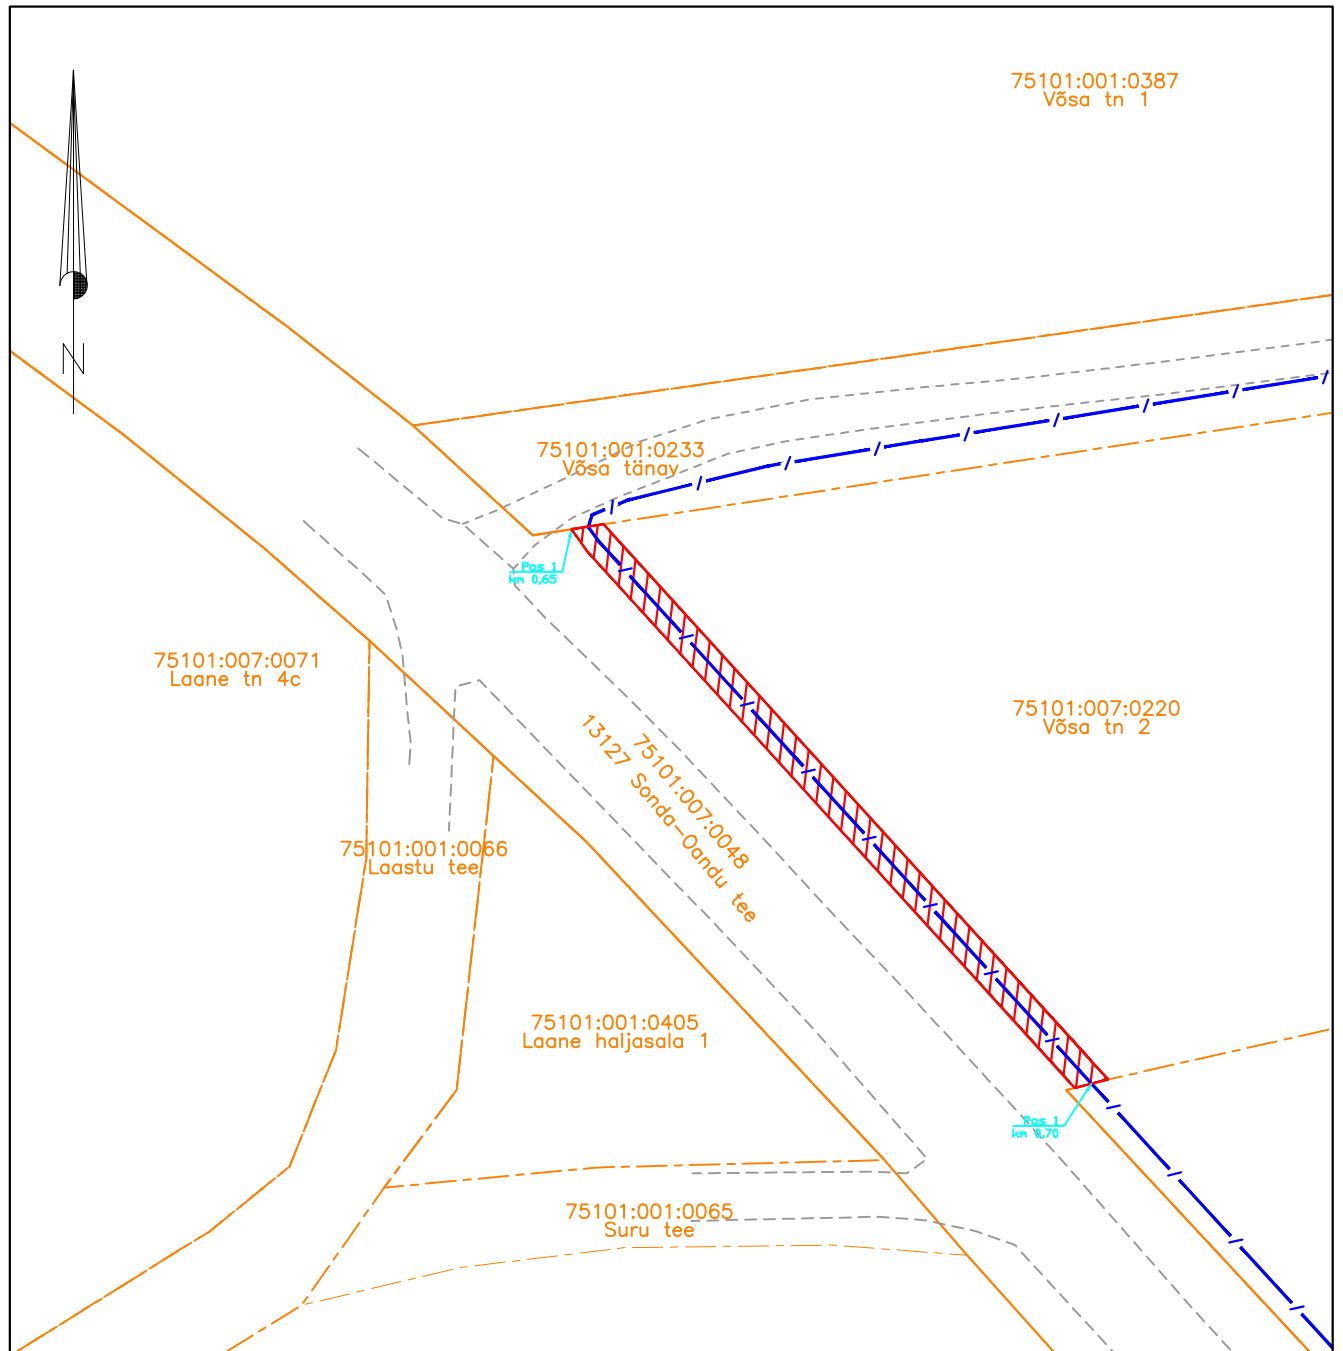 75101:001:0387
Võsa tn 1
N
75101:001:0233
Võsa tänav
Pos 1
km 0,65
75101:007:0071
Laane tn 4c
75101:007:0220
Võsa tn 2
75101:007:0048
13127 Sonda-Oandu tee
75101:001:0066
Laastu tee
75101:001:0405
Laane haljasala 1
Pos 1
km 0,70
75101:001:0065
Suru tee